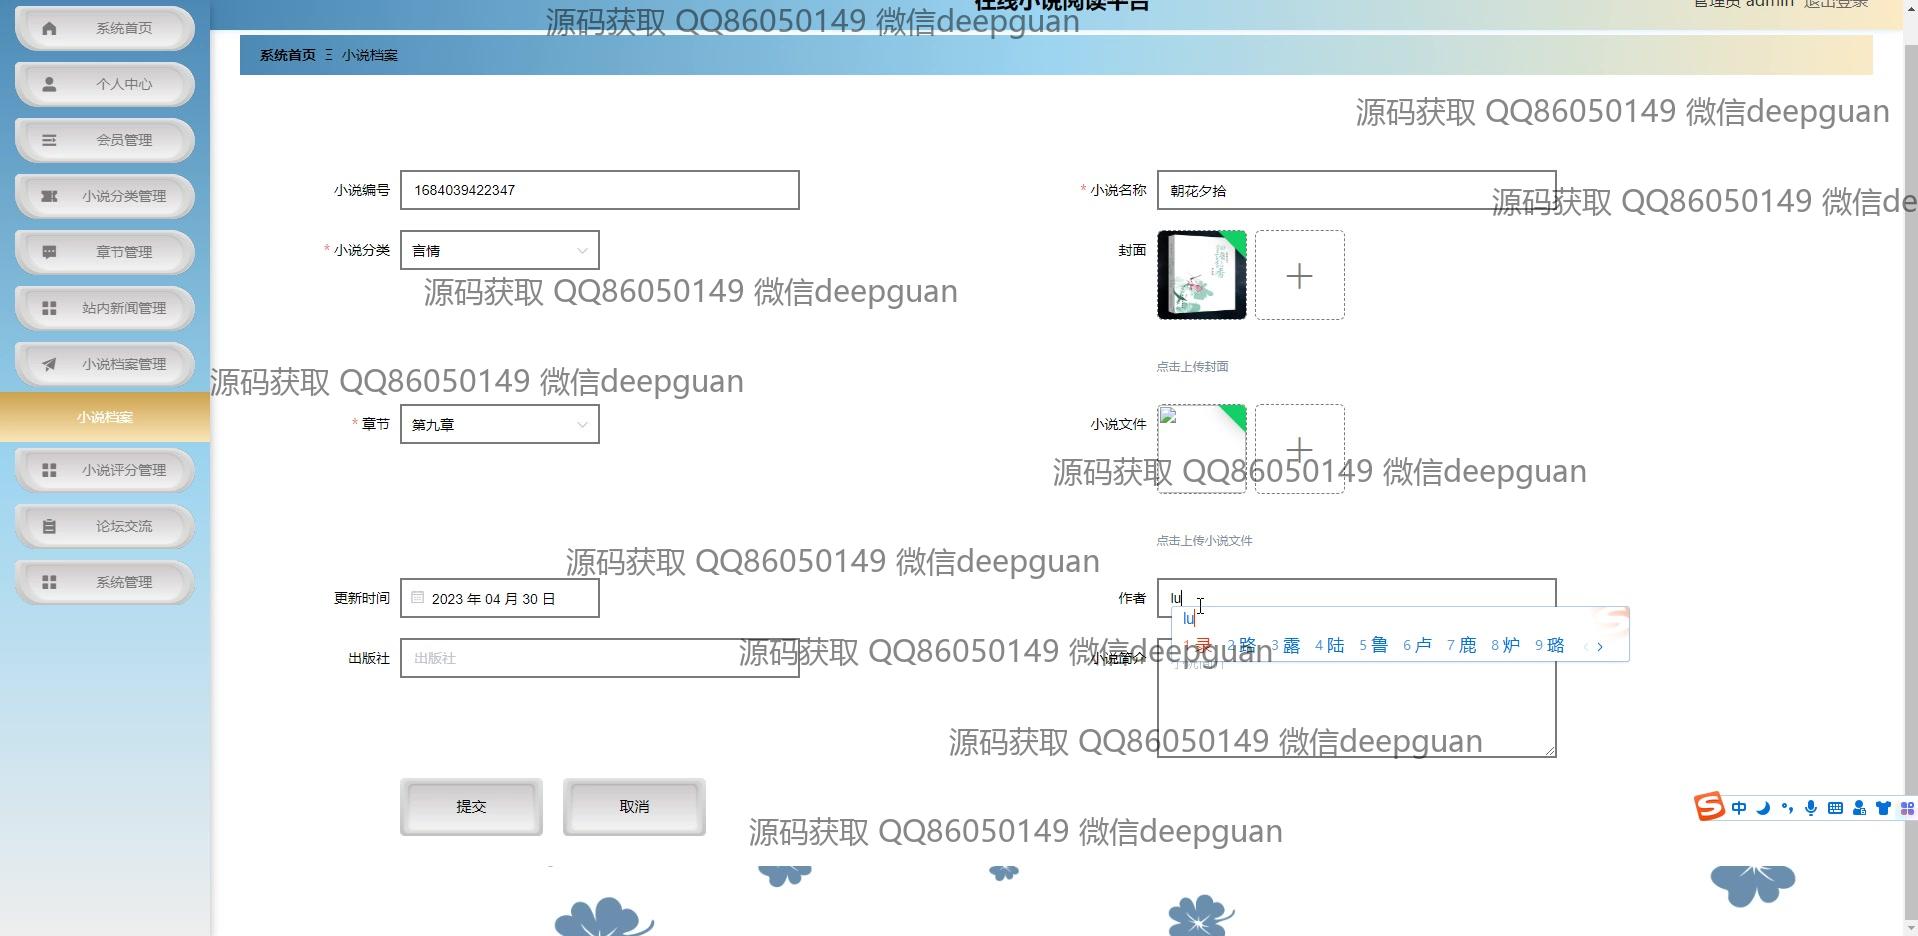 在线小说阅读平台
管理员 admin 退出登录
源码获取 QQ86050149 微信deepguan
系统首页
个人中心
会员管理
小说分类管理
章节管理
站内新闻管理
小说档案管理
小说档案
小说评分管理
论坛交流
系统管理
系统首页 Ξ 小说档案
源码获取 QQ86050149 微信deepguan
小说编号 1684039422347
* 小说名称 朝花夕拾
源码获取 QQ86050149 微信de
* 小说分类 言情
封面
源码获取 QQ86050149 微信deepguan
点击上传封面
源码获取 QQ86050149 微信deepguan
* 章节 第九章
小说文件
源码获取 QQ86050149 微信deepguan
点击上传小说文件
源码获取 QQ86050149 微信deepguan
更新时间 2023 年 04 月 30 日
作者 lu
lu
1 录 2 路 3 露 4 陆 5 鲁 6 卢 7 鹿 8 炉 9 璐
出版社 出版社
源码获取 QQ86050149 微信deepguan
小说简介
源码获取 QQ86050149 微信deepguan
提交
取消
源码获取 QQ86050149 微信deepguan
中